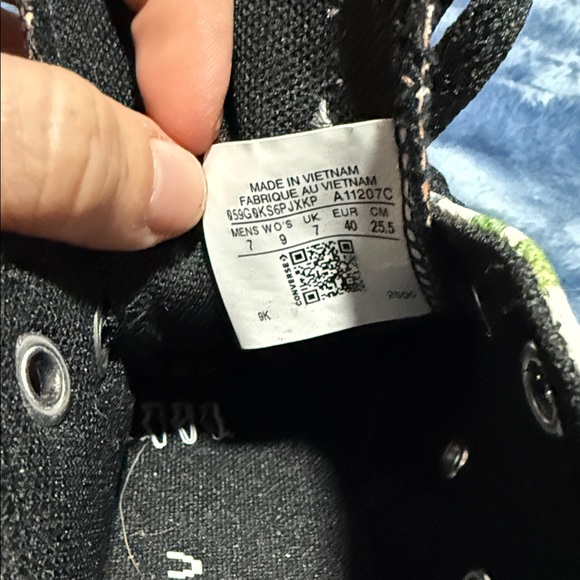 MADE IN VIETNAM
FABRIQUE AU VIETNAM
059G0KS6PJXKP A11207C
MENS WO'S UK EUR CM
7 9 7 40 25.5
CONVERSE
9K